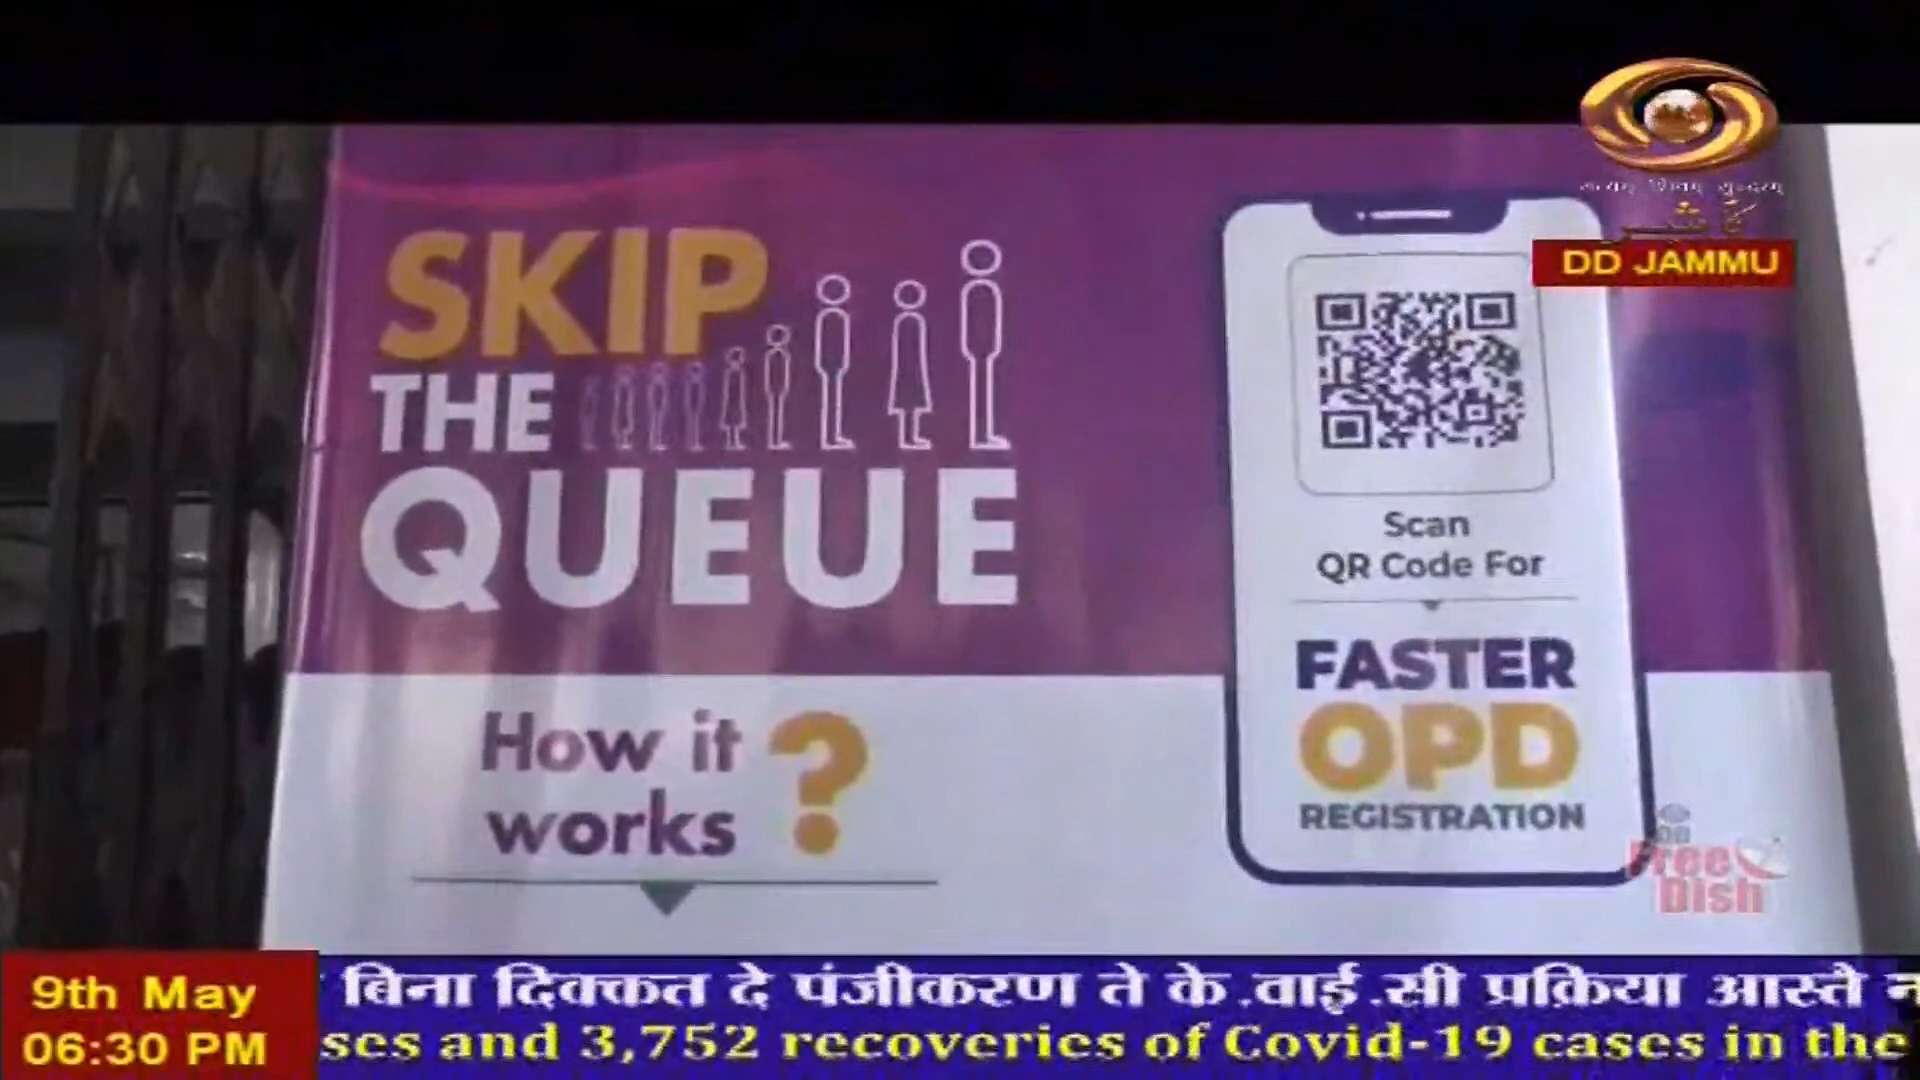 SKIP
THE
QUEUE
How it
works ?
Scan
QR Code For
FASTER
OPD
REGISTRATION
DD JAMMU
Free
Dish
9th May
06:30 PM
बिना दिक्कत दे पंजीकरण ते के.वाई.सी प्रक्रिया आस्तै
ses and 3,752 recoveries of Covid-19 cases in the